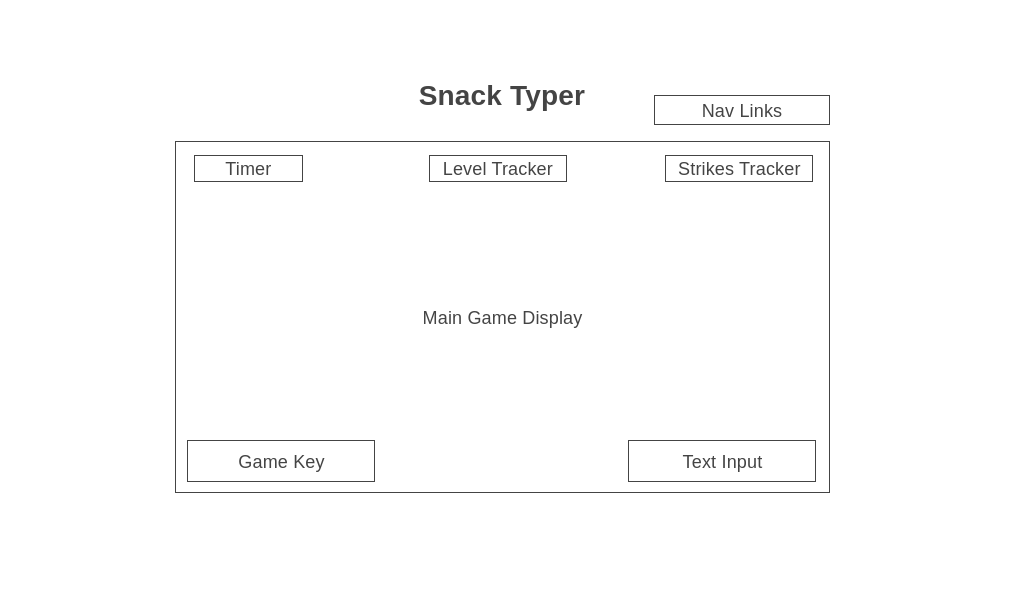 Snack Typer
Nav Links
Timer
Level Tracker
Strikes Tracker
Main Game Display
Game Key
Text Input